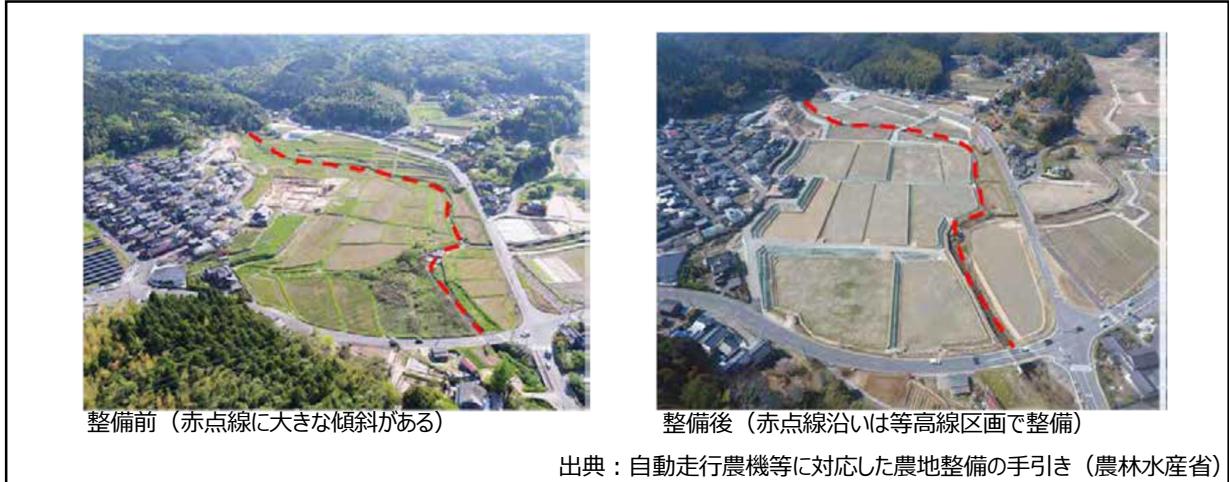 整備前（赤点線に大きな傾斜がある）
整備後（赤点線沿いは等高線区画で整備）
出典：自動走行農機等に対応した農地整備の手引き（農林水産省）